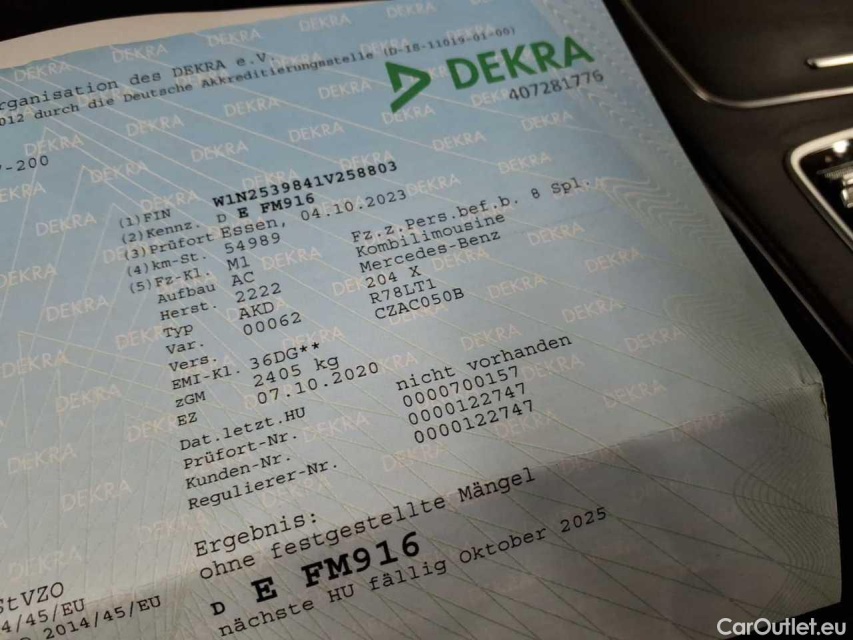 rganisation des DEKRA e.V.
012 durch die Deutsche Akkreditierungsstelle (D-IS-11019-01-00)
DEKRA
407281776
-200
(1)FIN W1N2539841V258803
(2)Kennz. D E FM916
(3)Prüfort Essen, 04.10.2023
(4)km-St. 54989
(5)Fz-Kl. M1 Fz.z.Pers.bef.b. 8 Spl.
Aufbau AC Kombilimousine
Herst. 2222 Mercedes-Benz
Typ AKD 204 X
Var. 00062 R78LT1
Vers. CZAC050B
EMI-Kl. 36DG**
zGM 2405 kg
EZ 07.10.2020
Dat.letzt.HU nicht vorhanden
Prüfort-Nr. 0000700157
Kunden-Nr. 0000122747
Regulierer-Nr. 0000122747
Ergebnis:
ohne festgestellte Mängel
D E FM916
nächste HU fällig Oktober 2025
StVZO
4/45/EU
2014/45/EU
CarOutlet.eu